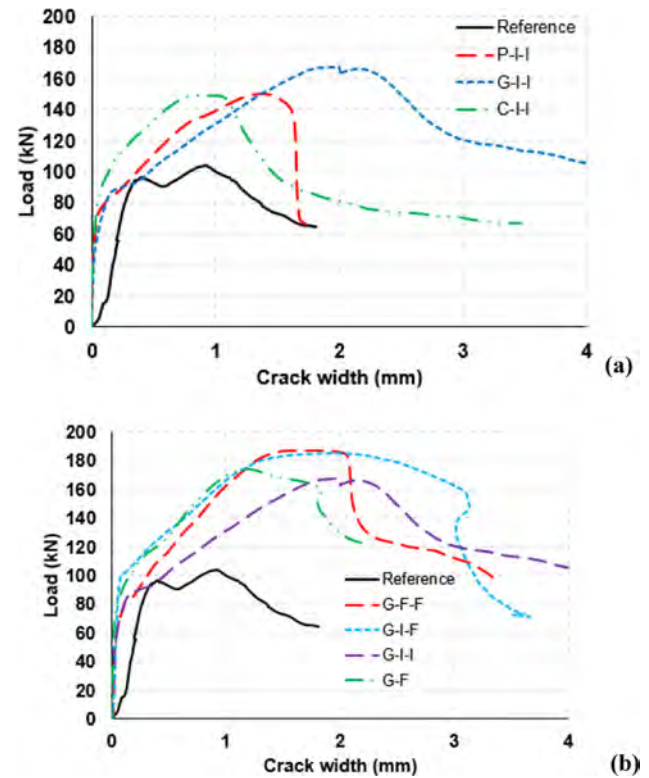 200
180
160
140
120
100
80
60
40
20
0
Load (kN)
Reference
P-I-I
G-I-I
C-I-I
0 1 2 3 4
Crack width (mm)
(a)
200
180
160
140
120
100
80
60
40
20
0
Load (kN)
Reference
G-F-F
G-I-F
G-I-I
G-F
0 1 2 3 4
Crack width (mm)
(b)